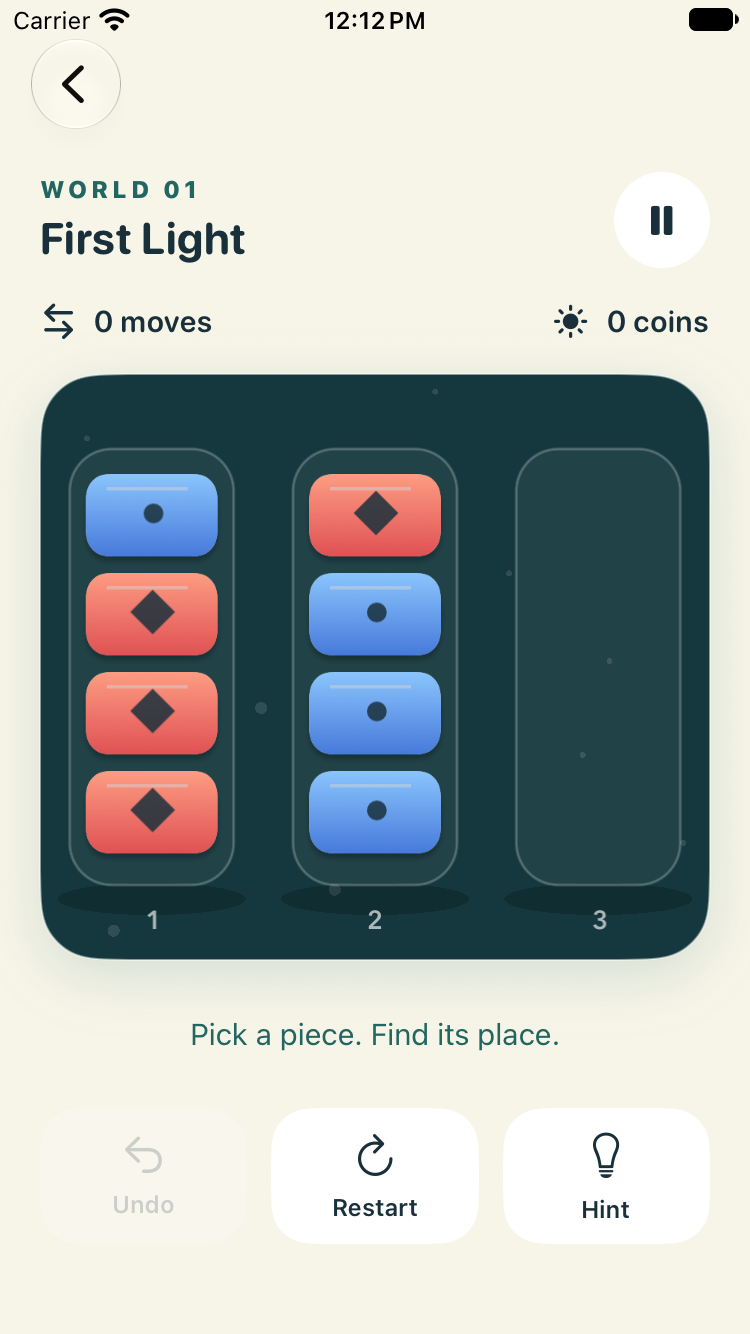 Carrier 12:12 PM
WORLD 01
First Light
0 moves 0 coins
1 2 3
Pick a piece. Find its place.
Undo Restart Hint